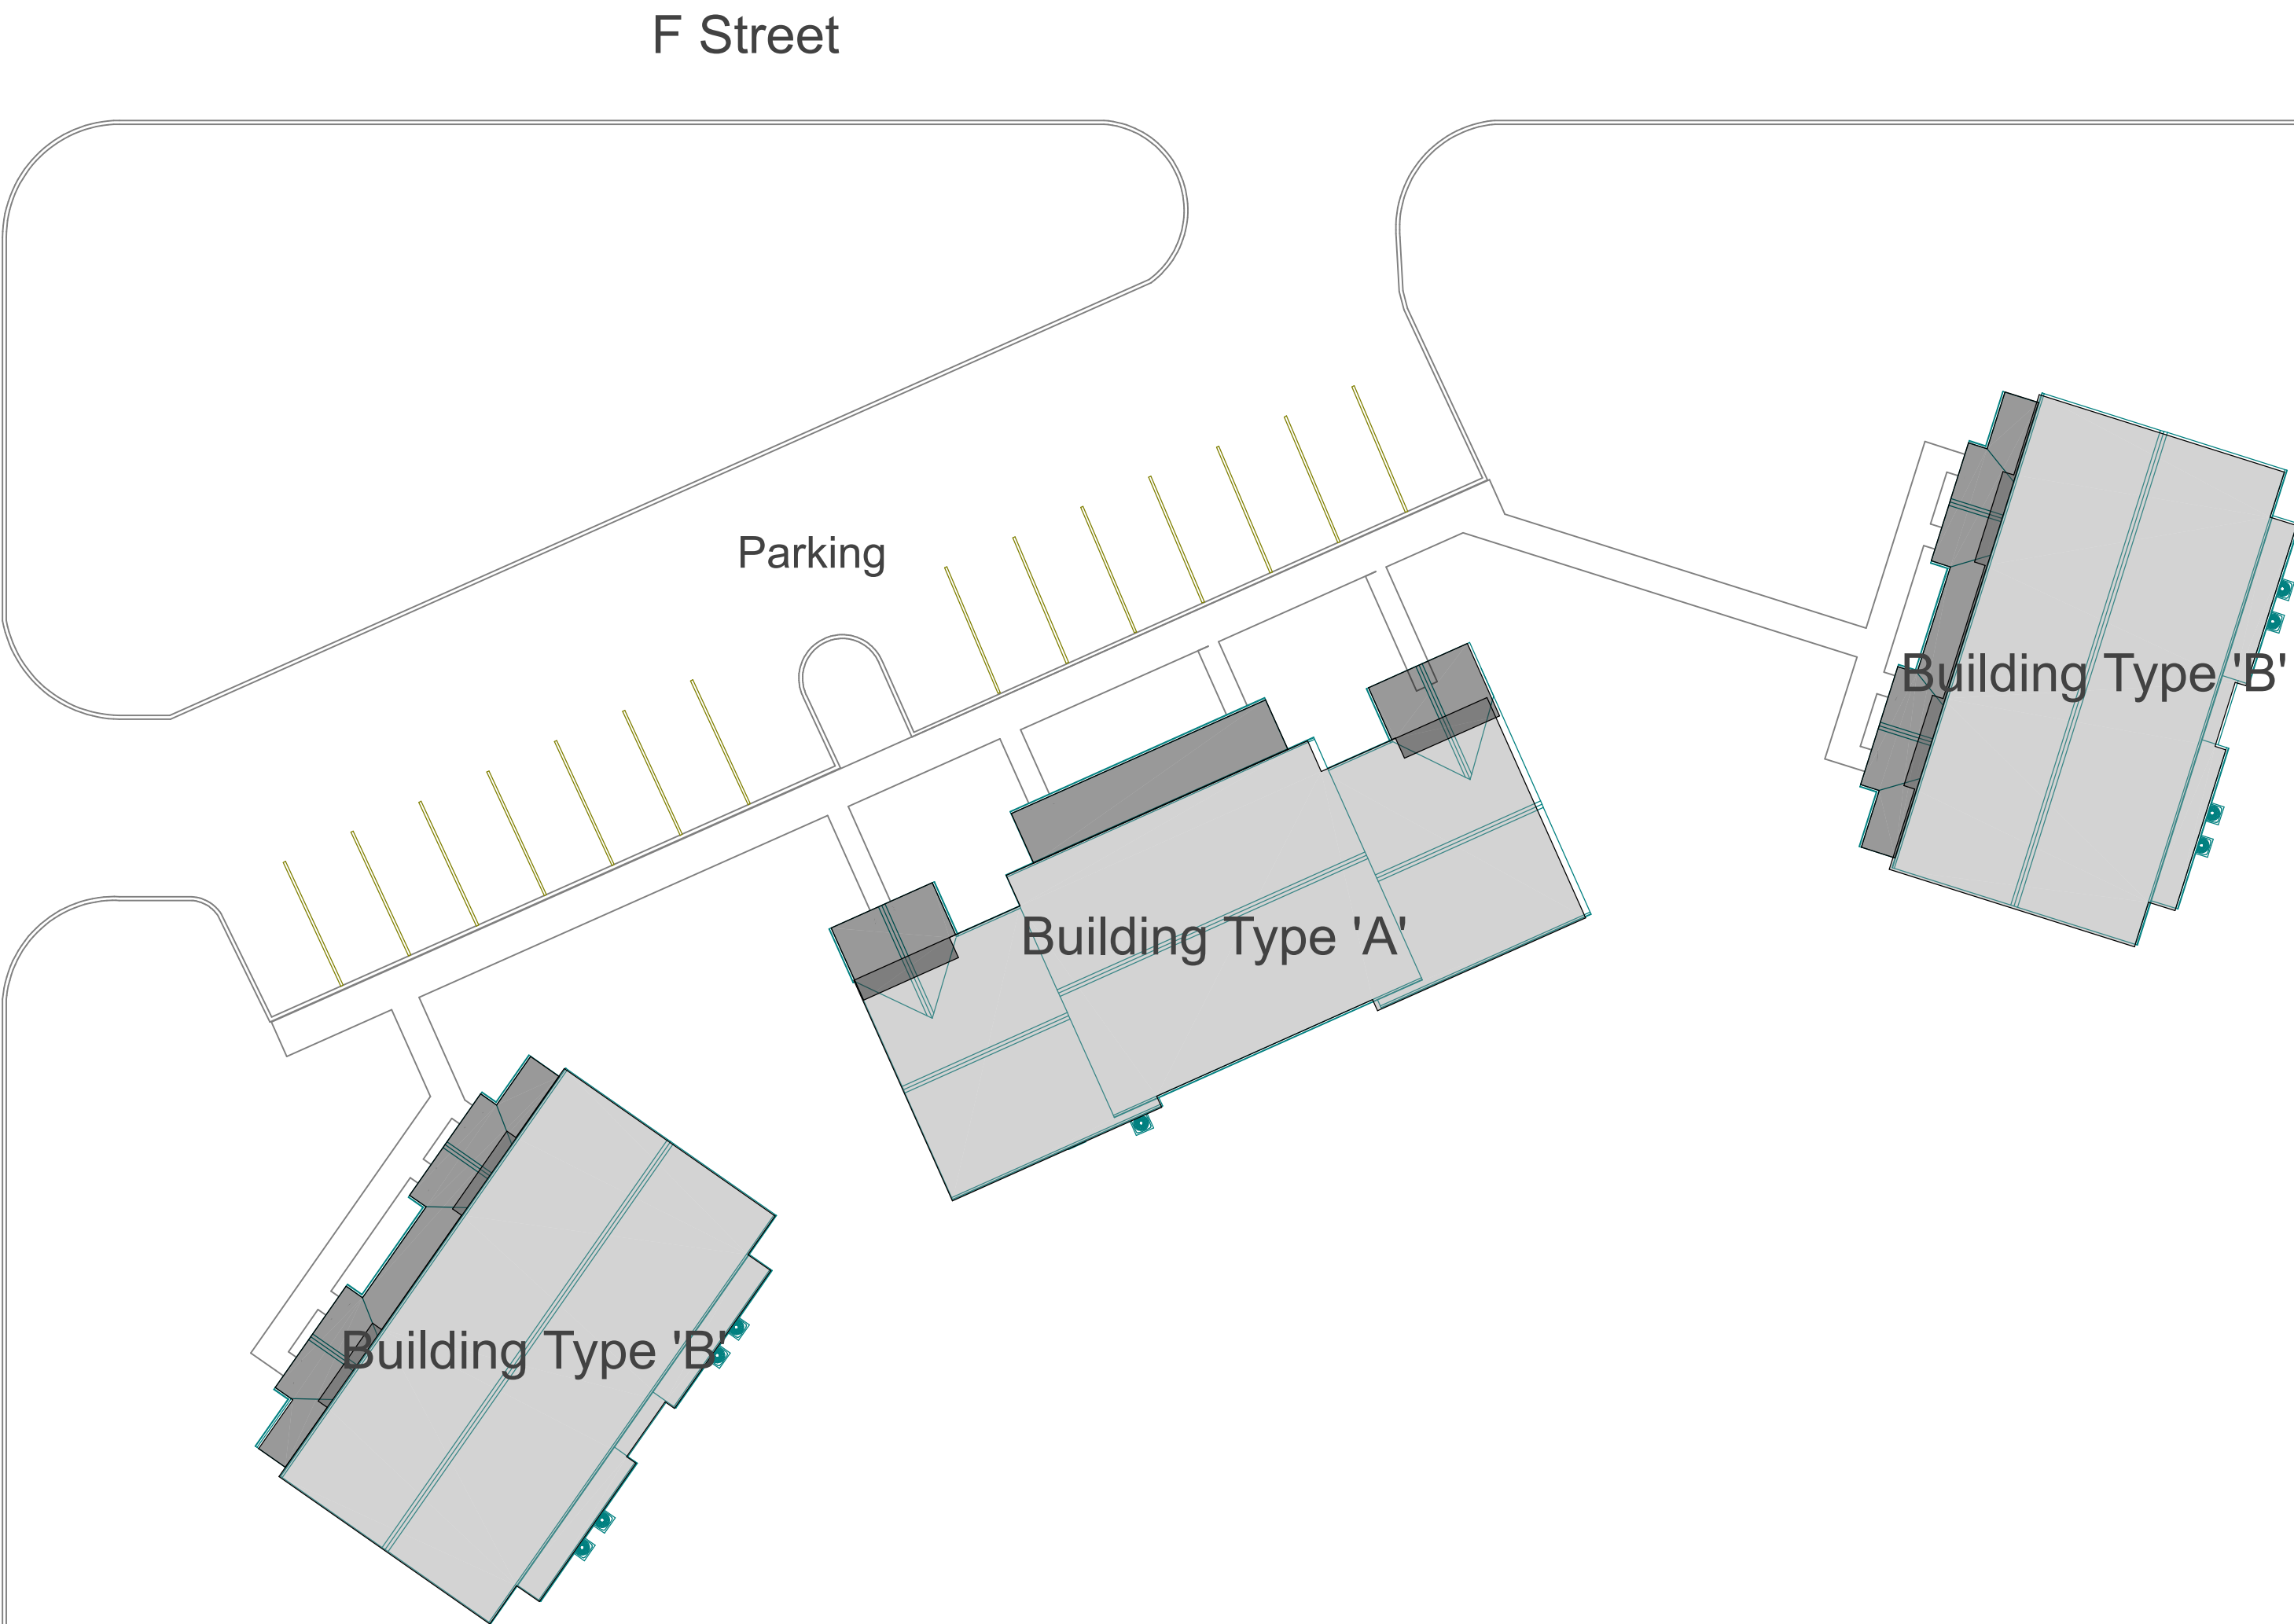 F Street
Parking
Building Type 'B'
Building Type 'A'
Building Type 'B'